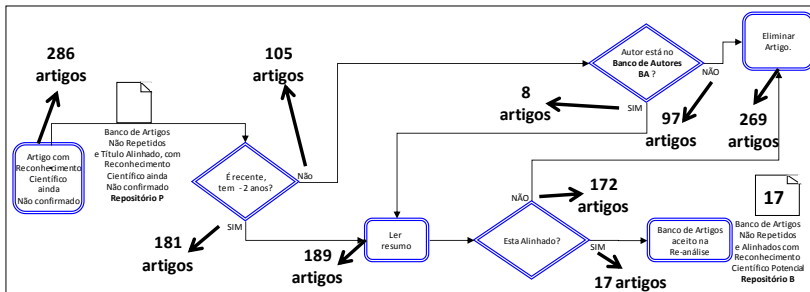 286
artigos
Artigo com
Reconhecimento
Científico
ainda
Não confirmado
Banco de Artigos
Não Repetidos
e Título Alinhado, com
Reconhecimento
Científico ainda
Não confirmado
Repositório P
105
artigos
É recente,
tem - 2 anos?
Não
SIM
181
artigos
Autor está no
Banco de Autores
BA ?
NÃO
SIM
8
artigos
97
artigos
Eliminar
Artigo.
269
artigos
189
artigos
Ler
resumo
Esta Alinhado?
NÃO
172
artigos
SIM
17 artigos
Banco de Artigos
aceito na
Re-análise
17
Banco de Artigos
Não Repetidos
e Alinhados com
Reconhecimento
Científico Potencial
Repositório B